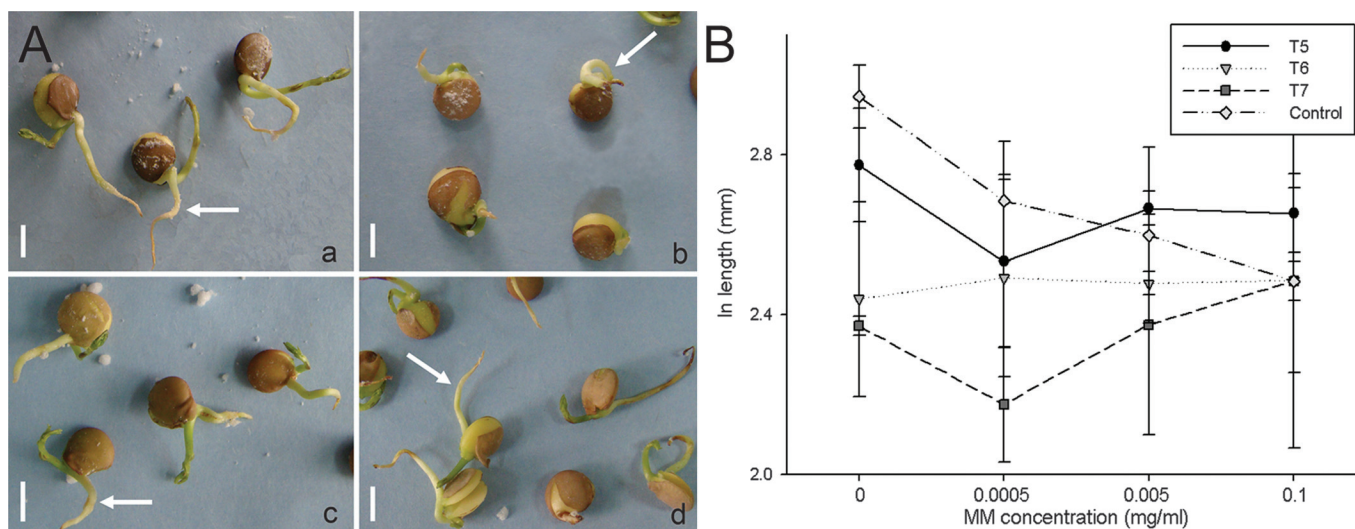 A
a
b
c
d
B
T5
T6
T7
Control
2.8
2.4
2.0
ln length (mm)
0 0.0005 0.005 0.1
MM concentration (mg/ml)